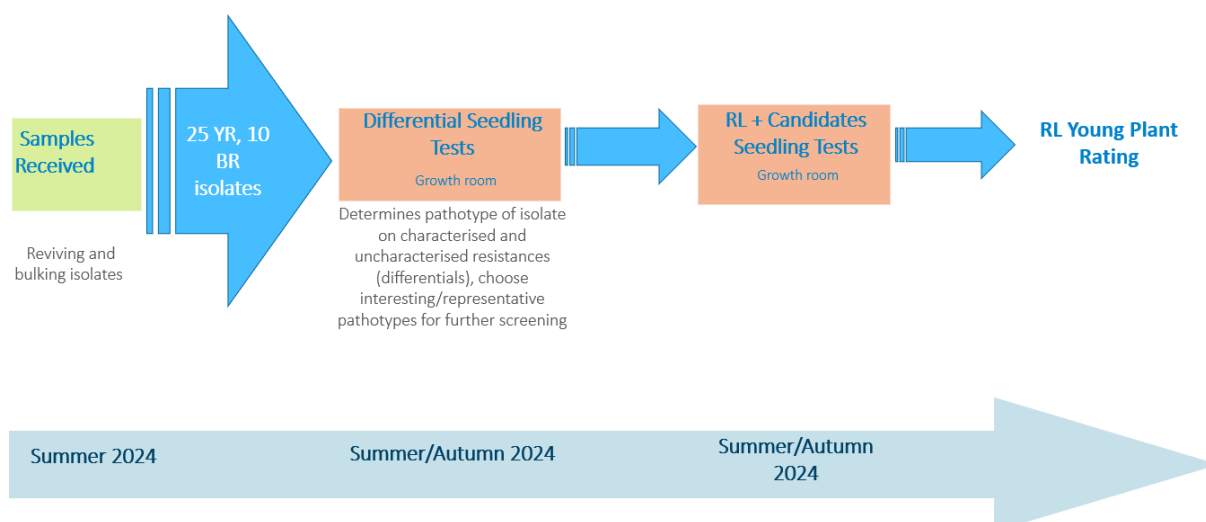 Samples
Received
Reviving and
bulking isolates
25 YR, 10
BR
isolates
Differential Seedling
Tests
Growth room
Determines pathotype of isolate
on characterised and
uncharacterised resistances
(differentials), choose
interesting/representative
pathotypes for further screening
RL + Candidates
Seedling Tests
Growth room
RL Young Plant
Rating
Summer 2024
Summer/Autumn 2024
Summer/Autumn
2024